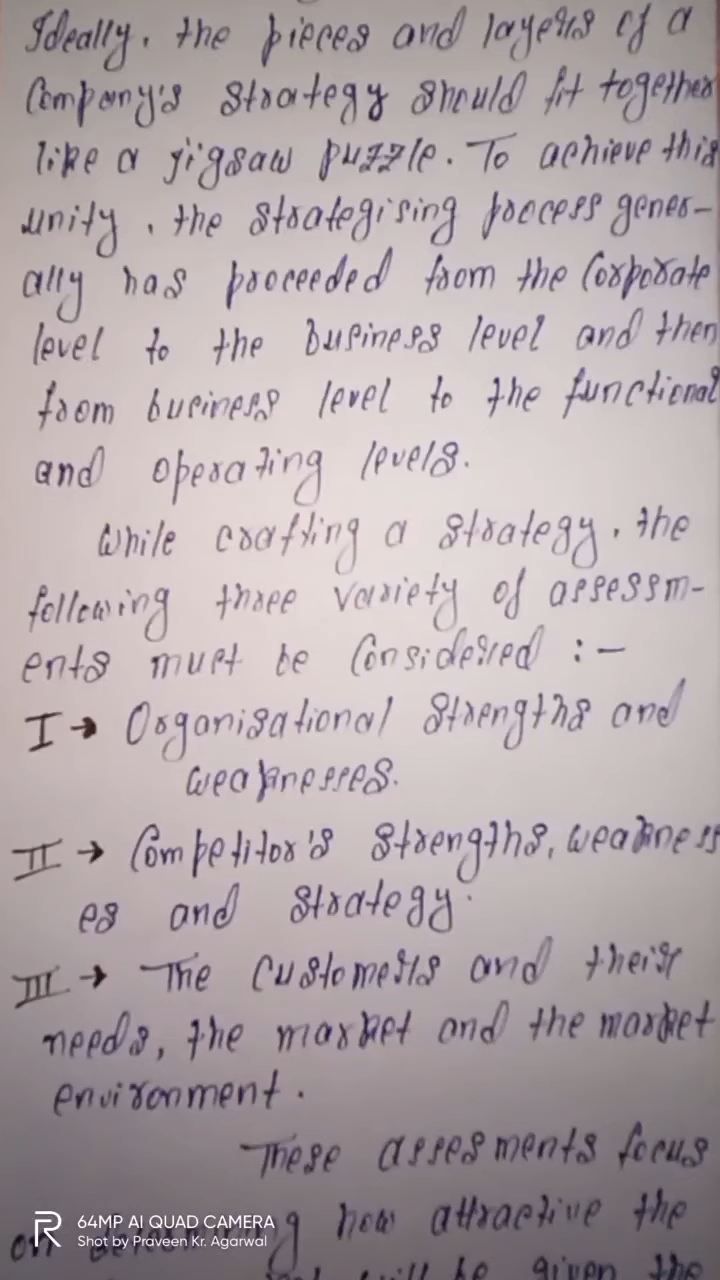 Ideally, the pieces and layers of a
Company's strategy should fit together
like a jigsaw puzzle. To achieve this
unity, the strategising process gener-
ally has proceeded from the Corporate
level to the business level and then
from business level to the functional
and operating levels.
While crafting a strategy, the
following three variety of assessm-
ents must be Considered :-
I → Organisational Strengths and
weaknesses.
II → Competitor's strengths, weakness
es and strategy.
III → The Customers and their
needs, the market and the market
environment.
These assesments focus
on how attractive the
will be given the
64MP AI QUAD CAMERA
Shot by Praveen Kr. Agarwal